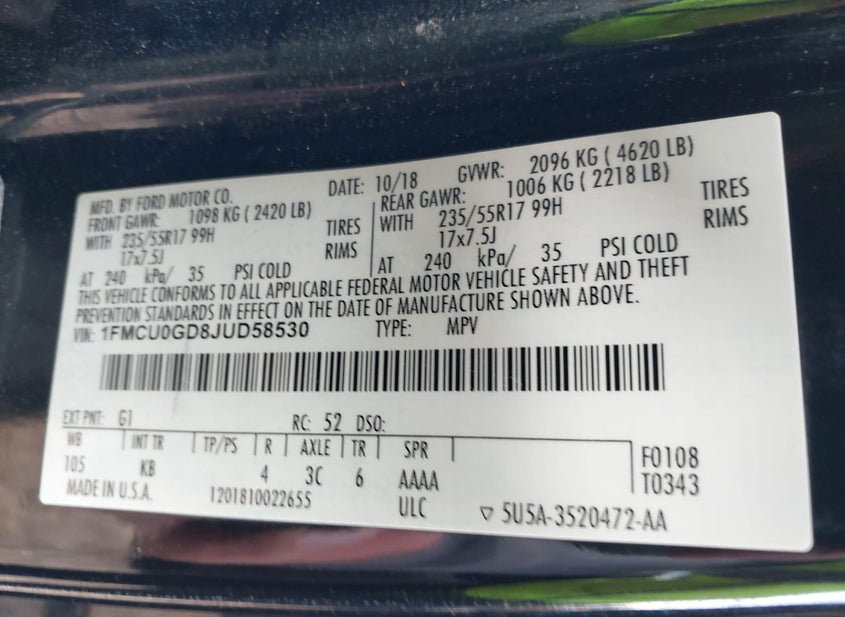 MFD. BY FORD MOTOR CO.
DATE: 10/18
GVWR: 2096 KG ( 4620 LB)
FRONT GAWR: 1098 KG ( 2420 LB)
WITH 235/55R17 99H TIRES
17x7.5J RIMS
AT 240 kPa/ 35 PSI COLD
REAR GAWR: 1006 KG ( 2218 LB)
WITH 235/55R17 99H TIRES
17x7.5J RIMS
AT 240 kPa/ 35 PSI COLD
THIS VEHICLE CONFORMS TO ALL APPLICABLE FEDERAL MOTOR VEHICLE SAFETY AND THEFT
PREVENTION STANDARDS IN EFFECT ON THE DATE OF MANUFACTURE SHOWN ABOVE.
VIN: 1FMCU0GD8JUD58530 TYPE: MPV
EXT PNT: G1 RC: 52 DSO:
WB INT TR TP/PS R AXLE TR SPR
105 KB 4 3C 6 AAAA
F0108
T0343
MADE IN U.S.A. 1201810022655 ULC
5U5A-3520472-AA